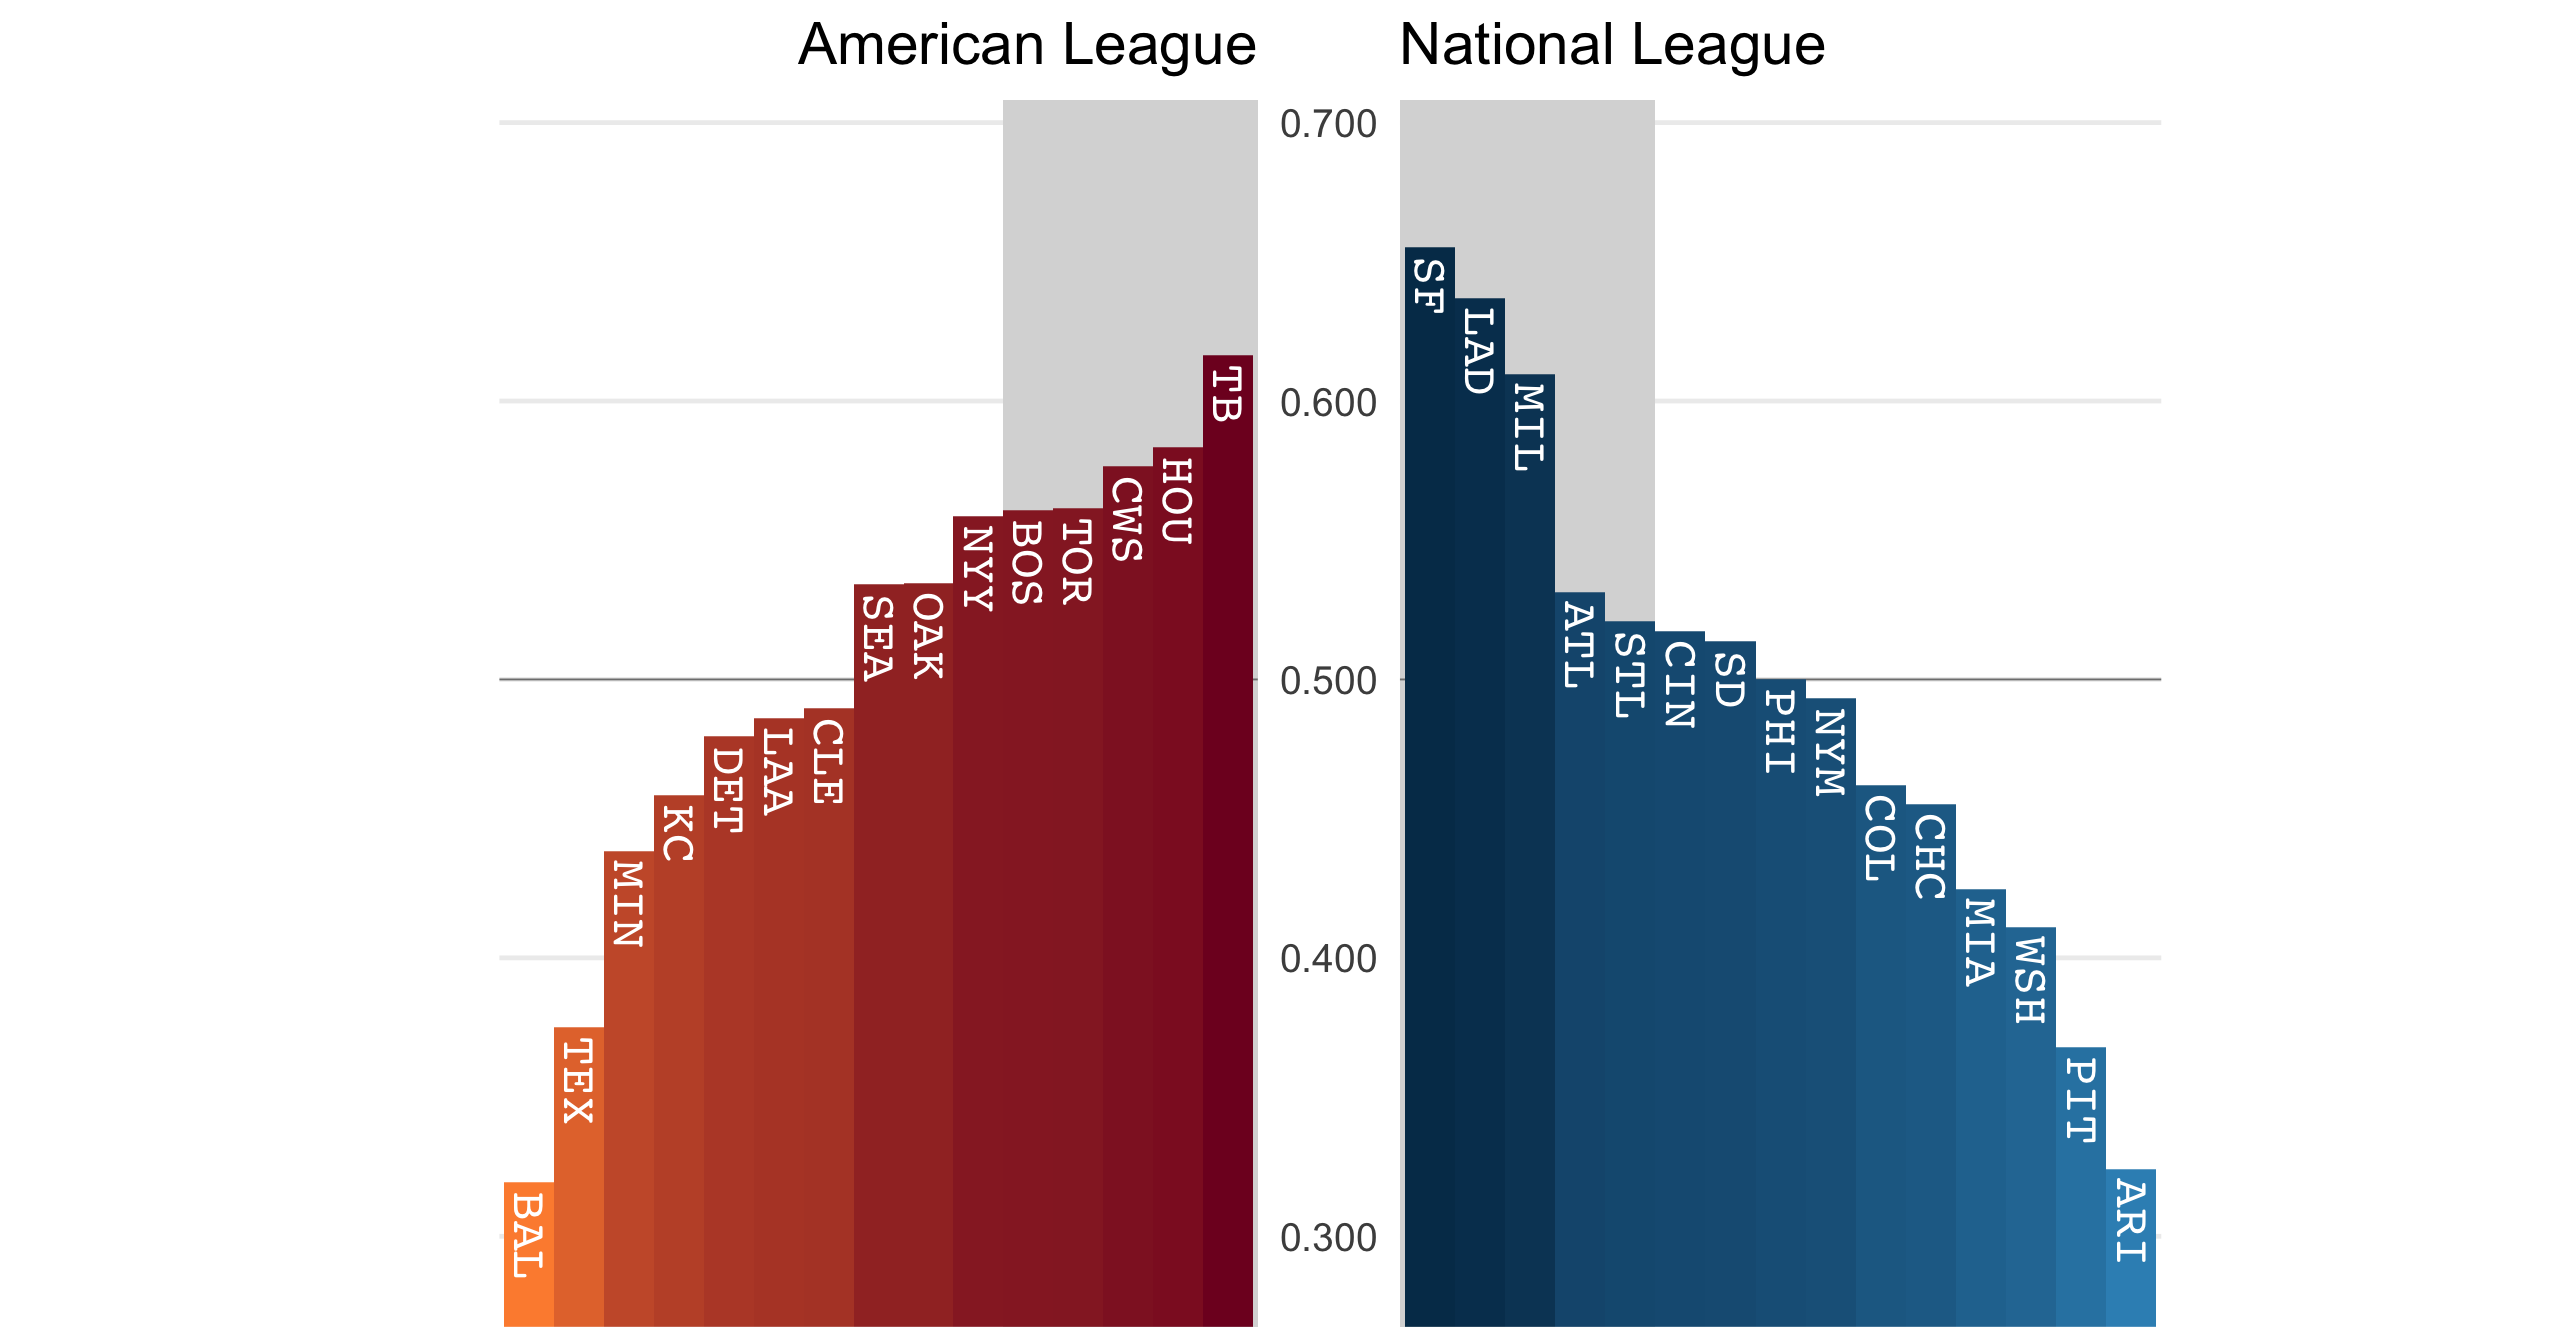 American League
National League
0.700
0.600
0.500
0.400
0.300
BAL
TEX
MIN
KC
DET
LAA
CLE
SEA
OAK
NYY
BOS
TOR
CWS
HOU
TB
SF
LAD
MIL
ATL
STL
CIN
SD
PHI
NYM
COL
CHC
MIA
WSH
PIT
ARI